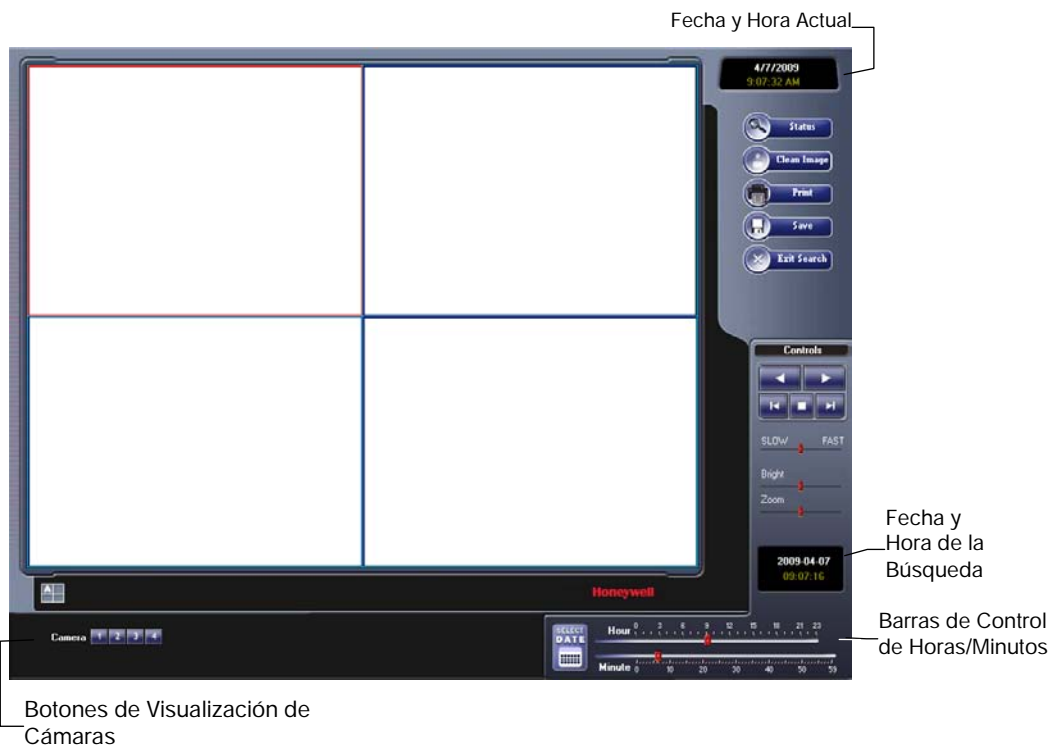 Fecha y Hora Actual
4/7/2009
9:07:32 AM
Status
Clean Image
Print
Save
Exit Search
Controls
SLOW FAST
Bright
Zoom
Fecha y
Hora de la
Búsqueda
2009-04-07
09:07:16
A
Honeywell
Camera 1 2 3 4
SELECT
DATE
Hour 0 3 6 9 12 15 18 21 23
Minute 0 10 20 30 40 50 59
Barras de Control
de Horas/Minutos
Botones de Visualización de
Cámaras